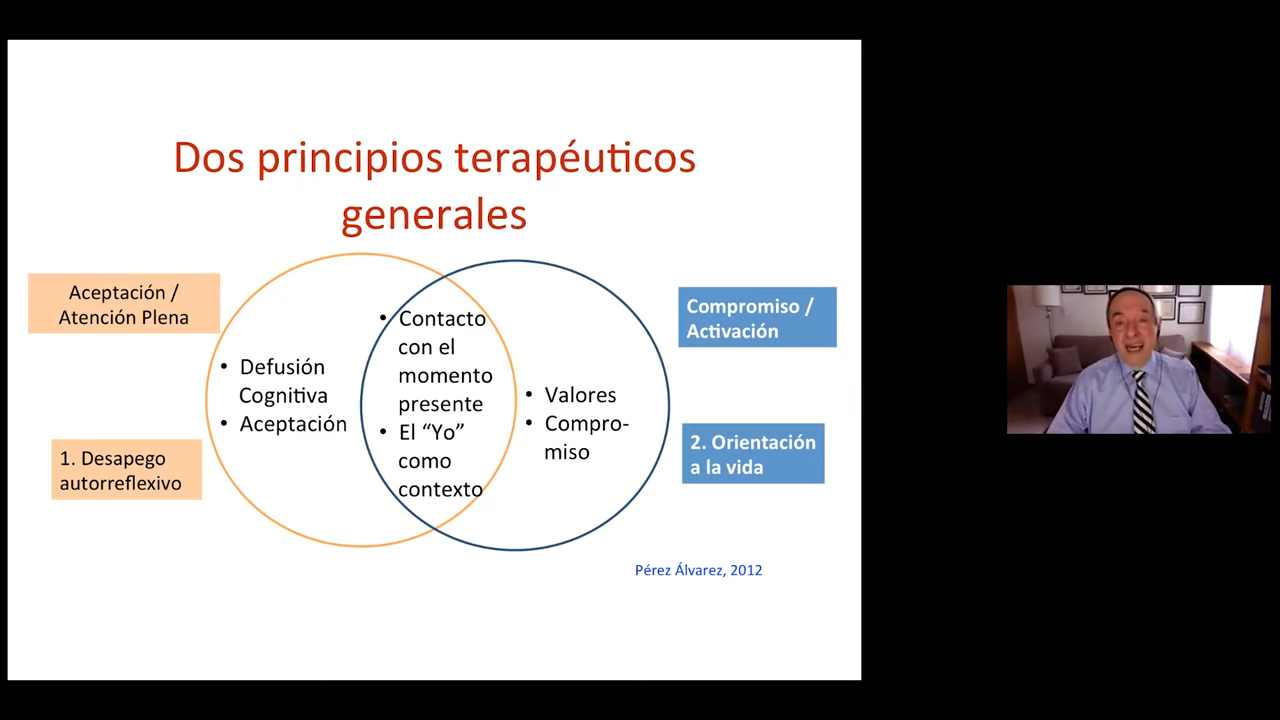 Dos principios terapéuticos
generales
Aceptación /
Atención Plena
1. Desapego
autorreflexivo
• Defusión
Cognitiva
• Aceptación
• Contacto
con el
momento
presente
• El “Yo”
como
contexto
• Valores
• Compro-
miso
Compromiso /
Activación
2. Orientación
a la vida
Pérez Álvarez, 2012